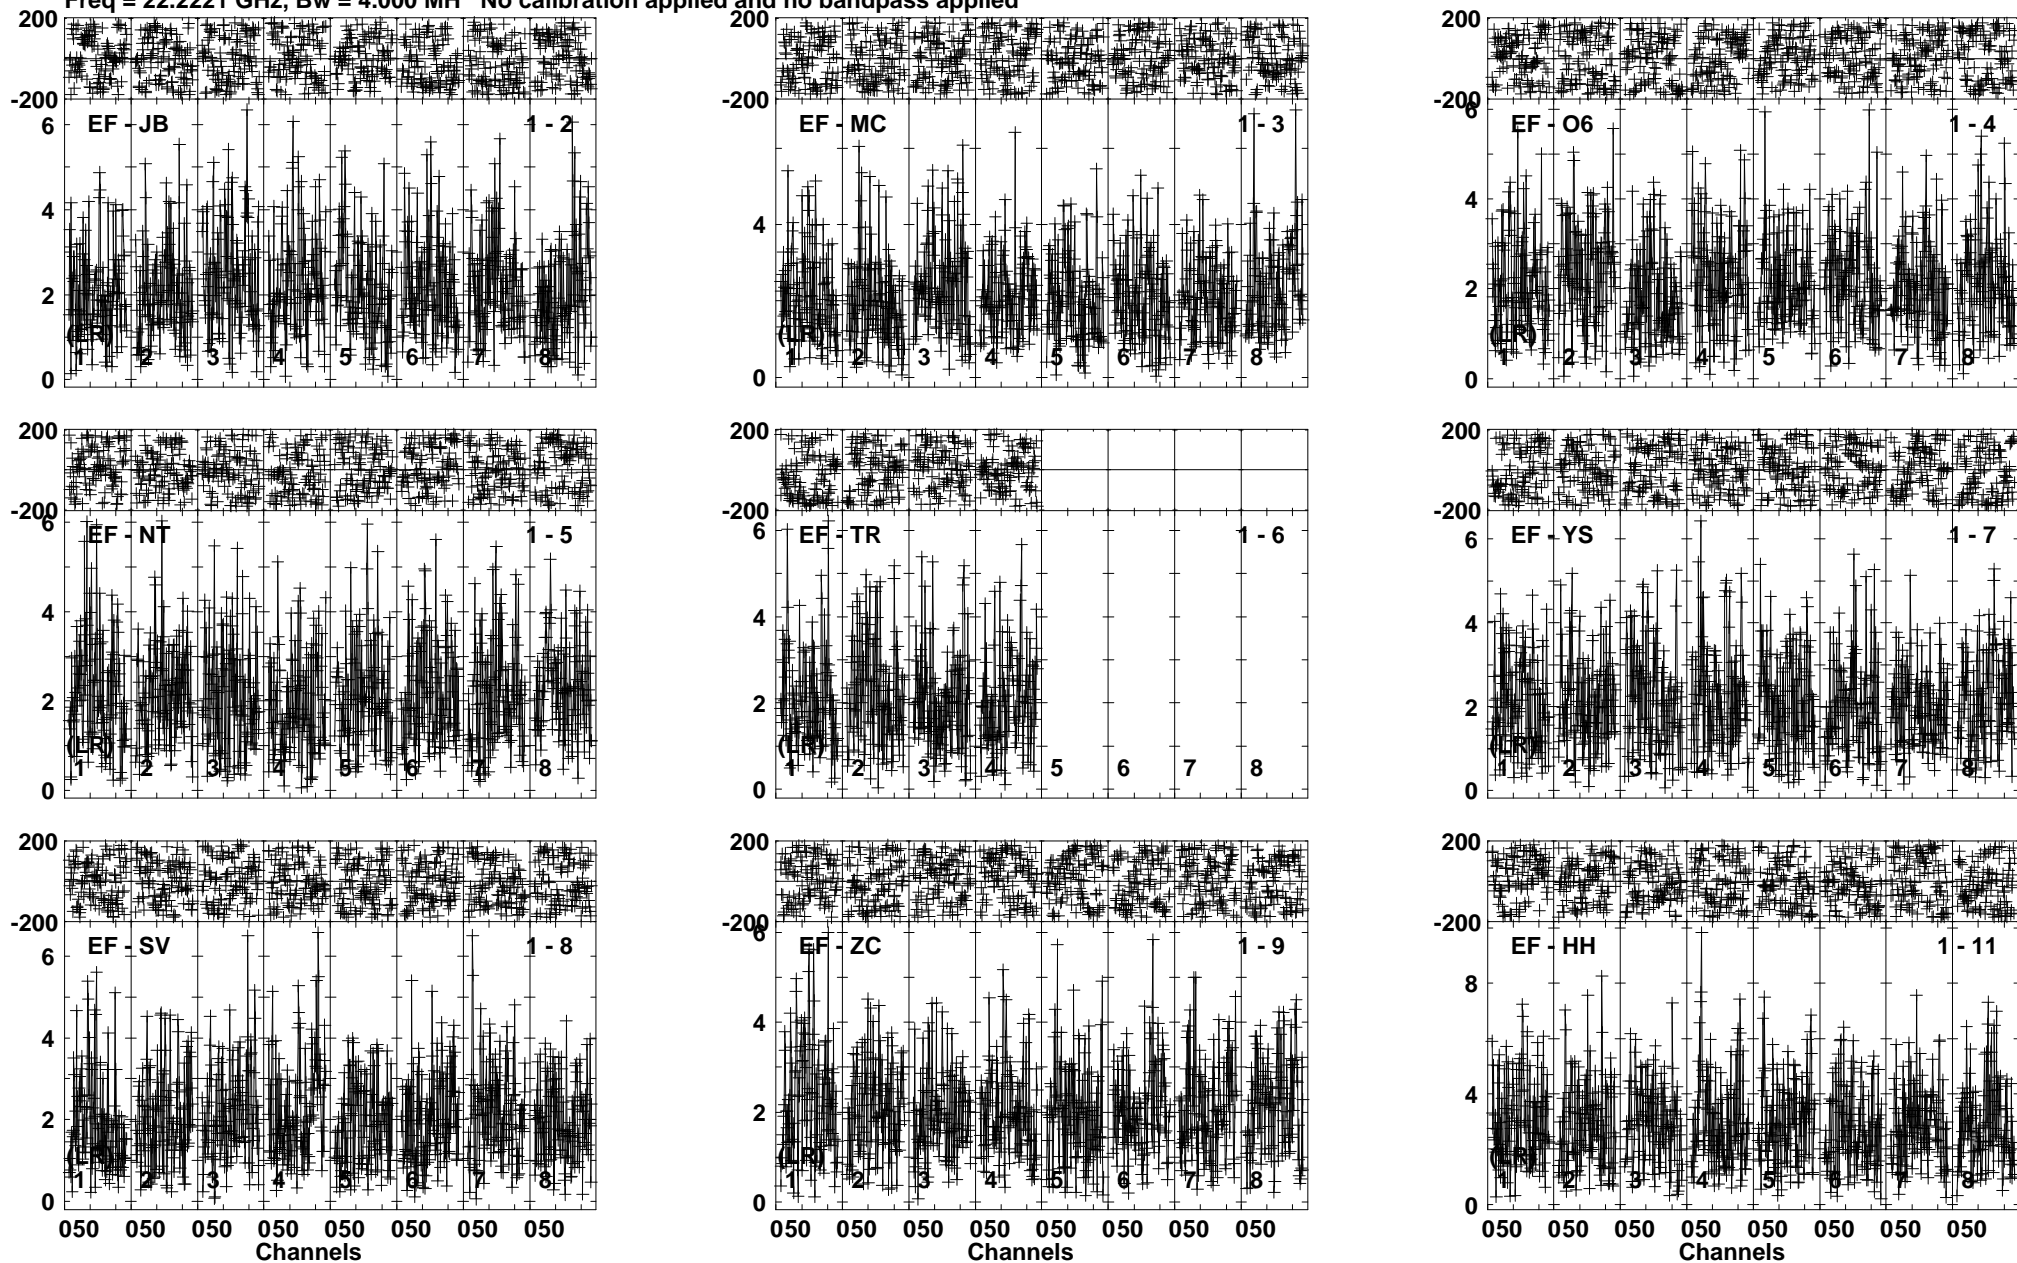 Freq = 22.2221 GHz, Bw = 4.000 MH No calibration applied and no bandpass applied
200 200 200
-200 -200 -200
EF - JB 1 - 2 EF - MC 1 - 3 EF - O6 1 - 4
6 6
4 4 4
2 2
(LR) (LR) (LR)
1 2 3 4 5 6 7 8 1 2 3 4 5 6 7 8 1 2 3 4 5 6 7 8
0 0 0
200 200 200
-200 -200 -200
EF - NT 1 - 5 EF - TR 1 - 6 EF - YS 1 - 7
6 6 6
4 4 4
2 2 2
(LR) (LR) (LR)
1 2 3 4 5 6 7 8 1 2 3 4 5 6 7 8 1 2 3 4 5 6 7 8
0 0 0
200 200 200
-200 -200 -200
EF - SV 1 - 8 EF - ZC 1 - 9 EF - HH 1 - 11
6 6 8
4 4 4
2 2
(LR) (LR) (LR)
1 2 3 4 5 6 7 8 1 2 3 4 5 6 7 8 1 2 3 4 5 6 7 8
0 0 0
050 050 050 050 050 050 050 050 050 050 050 050 050 050 050 050 050 050 050 050 050 050 050 050
Channels Channels Channels